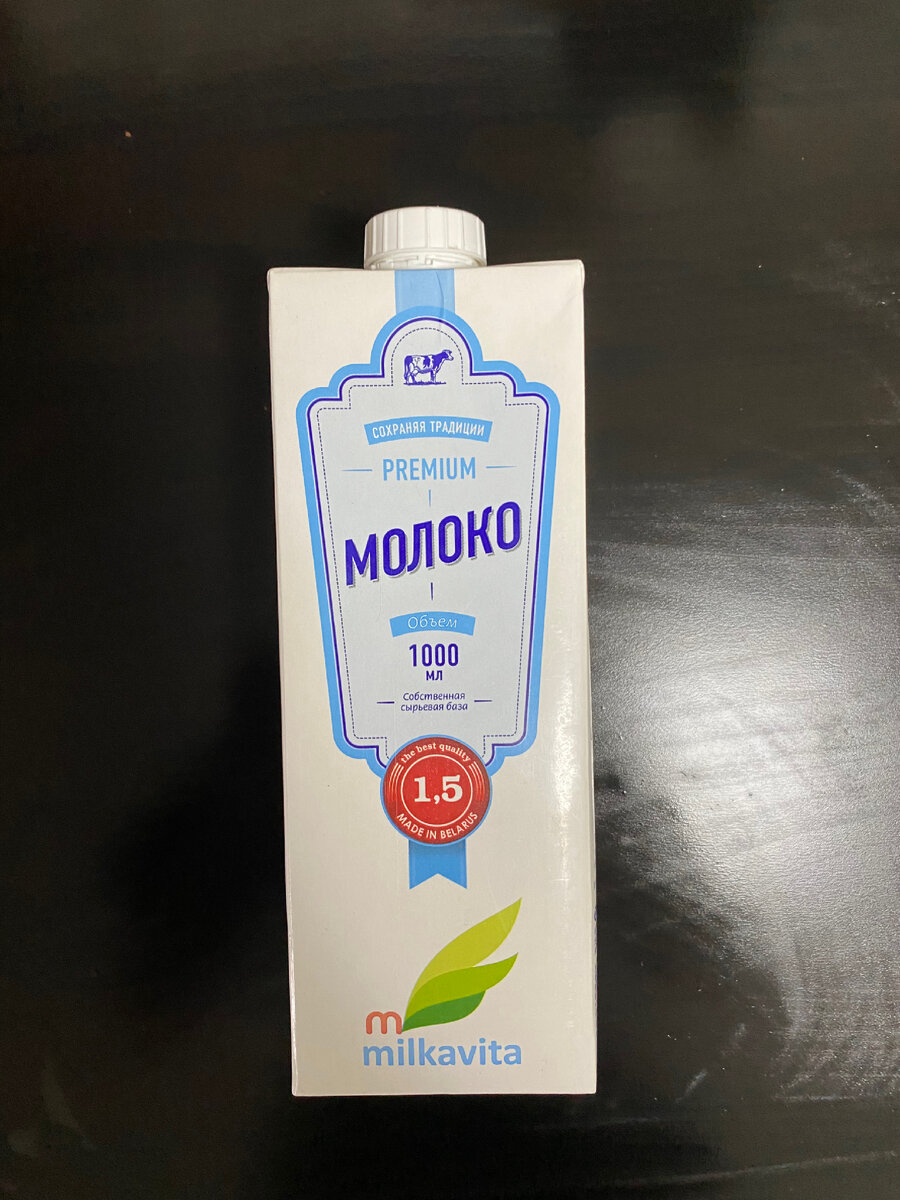 СОХРАНЯЯ ТРАДИЦИИ
PREMIUM
МОЛОКО
Объем
1000
МЛ
Собственная
сырьевая база
the best quality
1,5
MADE IN BELARUS
m
milkavita